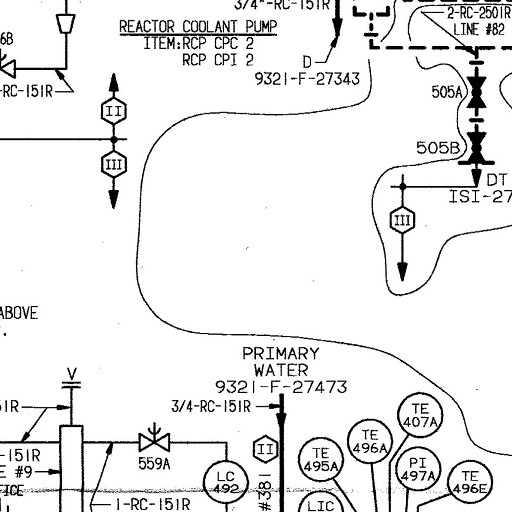 3/4"-RC-151R
2-RC-2501R
LINE #82
REACTOR COOLANT PUMP
ITEM:RCP CPC 2
RCP CPI 2
6B
D
9321-F-27343
-RC-151R
505A
II
505B
III
DT
ISI-27
III
ABOVE
PRIMARY
WATER
9321-F-27473
V
51R
3/4-RC-151R
TE
407A
TE
496A
II
-151R
E #9
559A
TE
495A
PI
497A
TE
496E
LC
492
#381
LIC
1-RC-151R